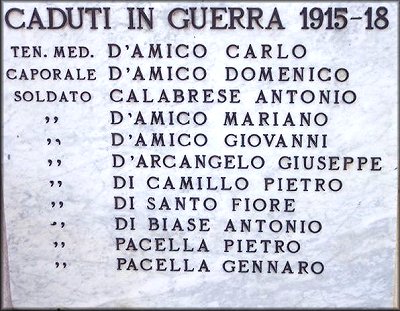 CADUTI IN GUERRA 1915-18
TEN. MED. D'AMICO CARLO
CAPORALE D'AMICO DOMENICO
SOLDATO CALABRESE ANTONIO
,, D'AMICO MARIANO
,, D'AMICO GIOVANNI
,, D'ARCANGELO GIUSEPPE
,, DI CAMILLO PIETRO
,, DI SANTO FIORE
,, DI BIASE ANTONIO
,, PACELLA PIETRO
,, PACELLA GENNARO